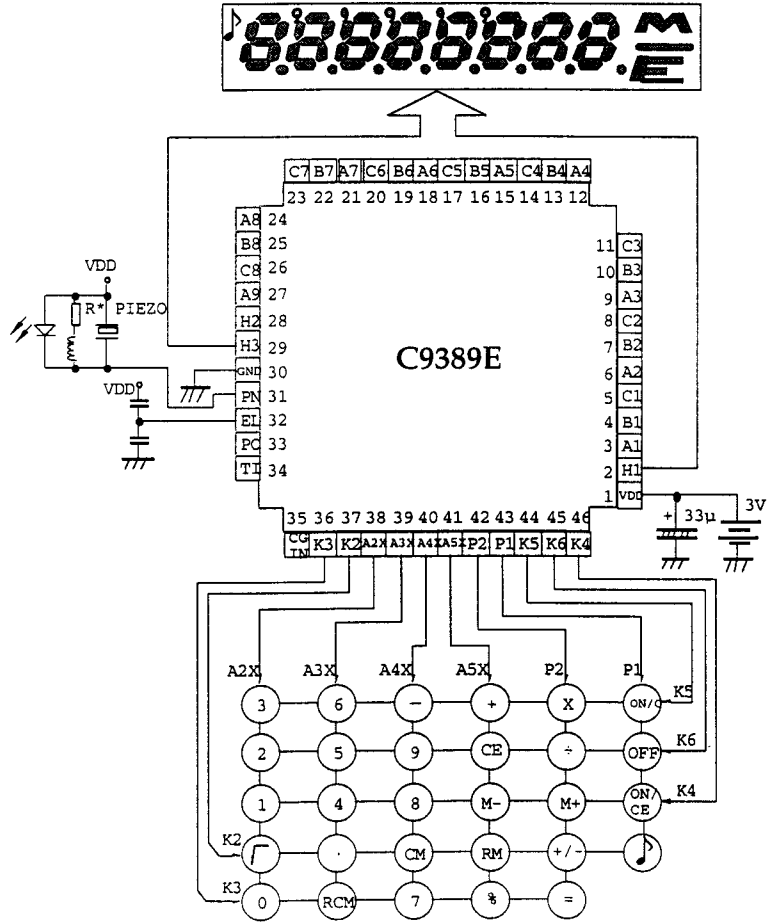 M
E
C7 B7 A7 C6 B6 A6 C5 B5 A5 C4 B4 A4
23 22 21 20 19 18 17 16 15 14 13 12
A8 24
B8 25
C8 26
A9 27
H2 28
H3 29
GND 30
PN 31
EL 32
PO 33
TI 34
11 C3
10 B3
9 A3
8 C2
7 B2
6 A2
5 C1
4 B1
3 A1
2 H1
1 VDD
VDD
R* PIEZO
VDD
C9389E
+ 33μ 3V
35 36 37 38 39 40 41 42 43 44 45 46
CG IN K3 K2 A2X A3X A4X A5X P2 P1 K5 K6 K4
A2X A3X A4X A5X P2 P1
3 6 − + X ON/C K5
2 5 9 CE ÷ OFF K6
1 4 8 M- M+ ON/CE K4
K2 √ · CM RM +/- ♪
K3 0 RCM 7 % =